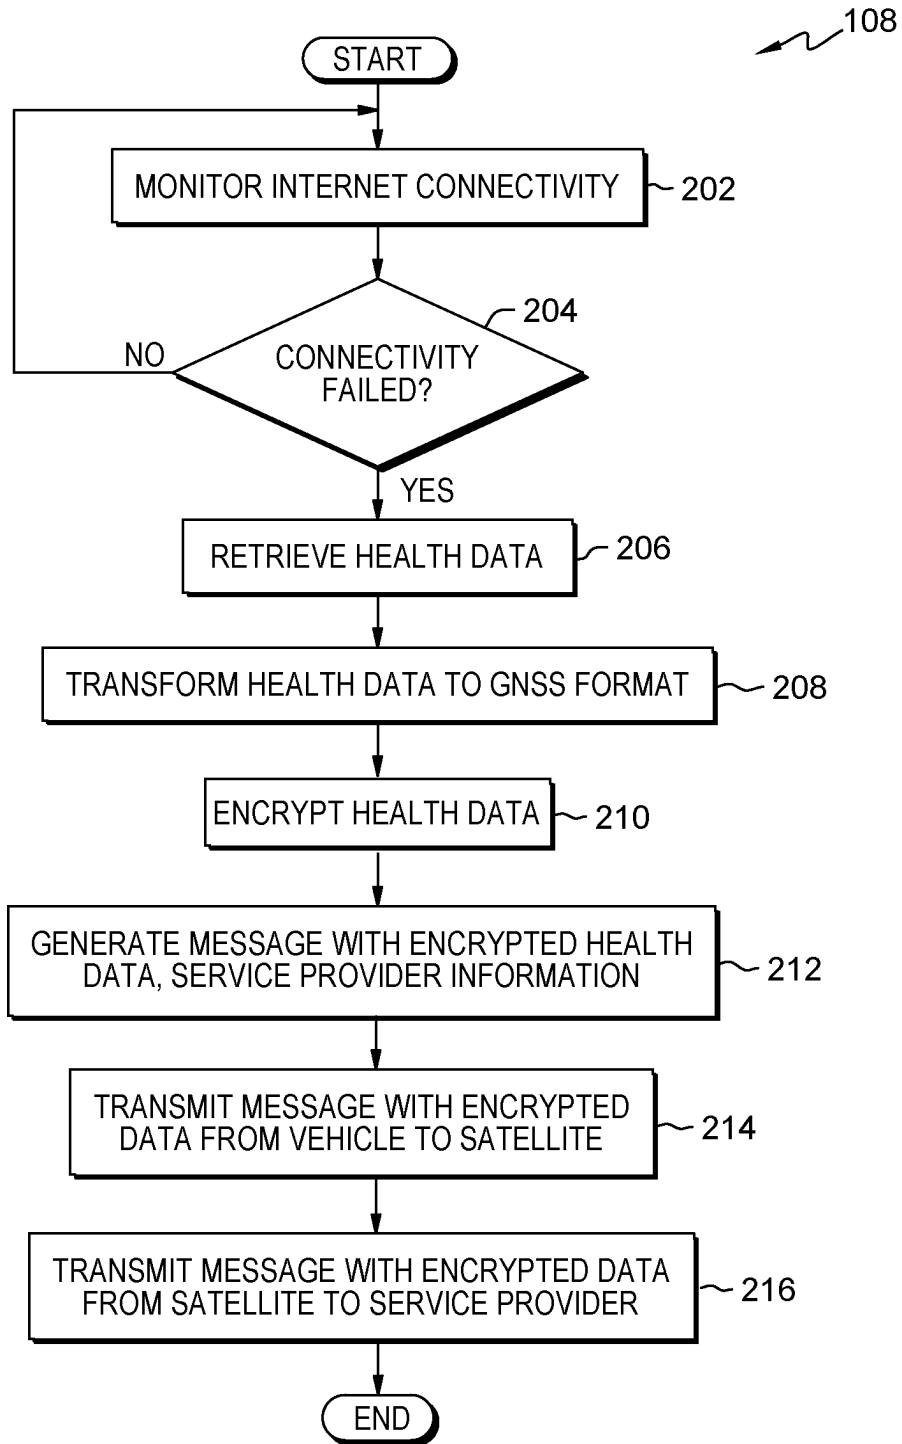 108
START
MONITOR INTERNET CONNECTIVITY
202
204
CONNECTIVITY
FAILED?
NO
YES
RETRIEVE HEALTH DATA
206
TRANSFORM HEALTH DATA TO GNSS FORMAT
208
ENCRYPT HEALTH DATA
210
GENERATE MESSAGE WITH ENCRYPTED HEALTH
DATA, SERVICE PROVIDER INFORMATION
212
TRANSMIT MESSAGE WITH ENCRYPTED
DATA FROM VEHICLE TO SATELLITE
214
TRANSMIT MESSAGE WITH ENCRYPTED DATA
FROM SATELLITE TO SERVICE PROVIDER
216
END